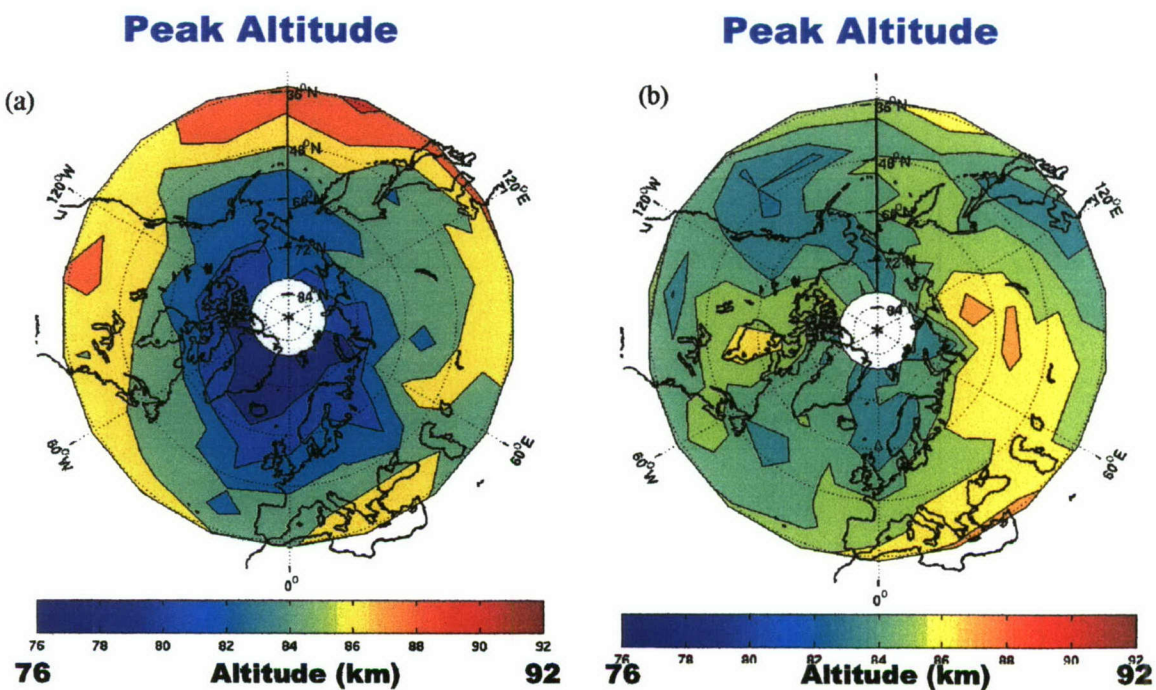 Peak Altitude
(a)
36°N
48°N
60°N
72°N
84°N
120°W
120°E
60°W
60°E
0°
76 78 80 82 84 86 88 90 92
76 Altitude (km) 92
Peak Altitude
(b)
36°N
48°N
60°N
72°N
84°N
120°W
120°E
60°W
60°E
0°
76 78 80 82 84 86 88 90 92
76 Altitude (km) 92